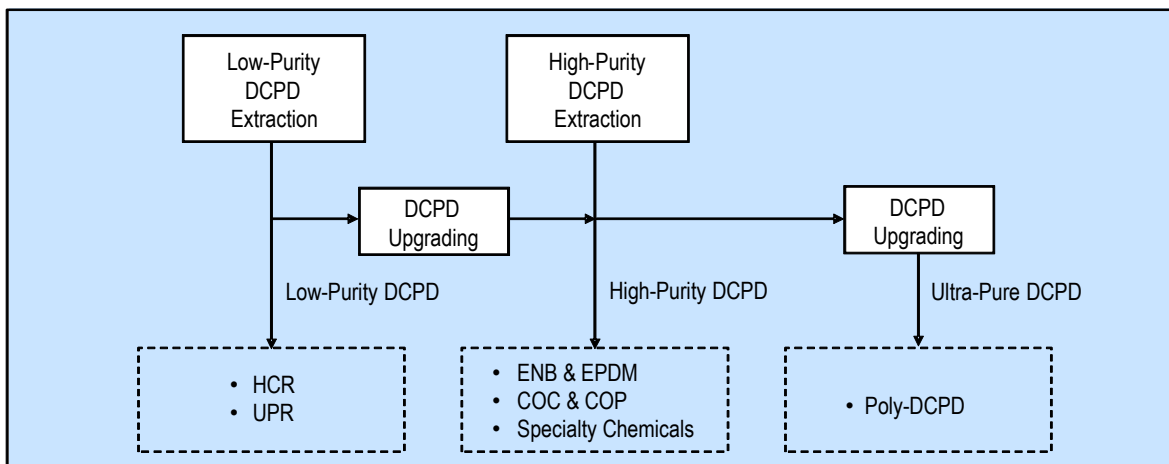 Low-Purity
DCPD
Extraction
High-Purity
DCPD
Extraction
DCPD
Upgrading
DCPD
Upgrading
Low-Purity DCPD
High-Purity DCPD
Ultra-Pure DCPD
• HCR
• UPR
• ENB & EPDM
• COC & COP
• Specialty Chemicals
• Poly-DCPD